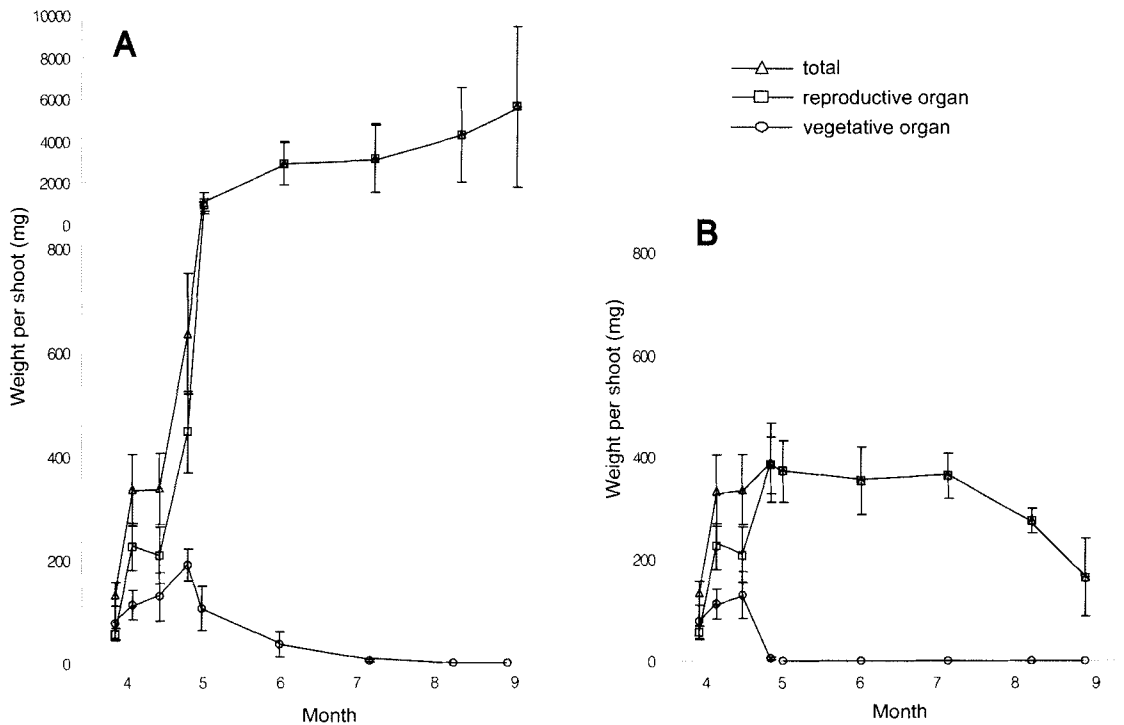 A
10000
8000
6000
4000
2000
0
800
600
400
200
0
Weight per shoot (mg)
4 5 6 7 8 9
Month
total
reproductive organ
vegetative organ
B
800
600
400
200
0
Weight per shoot (mg)
4 5 6 7 8 9
Month